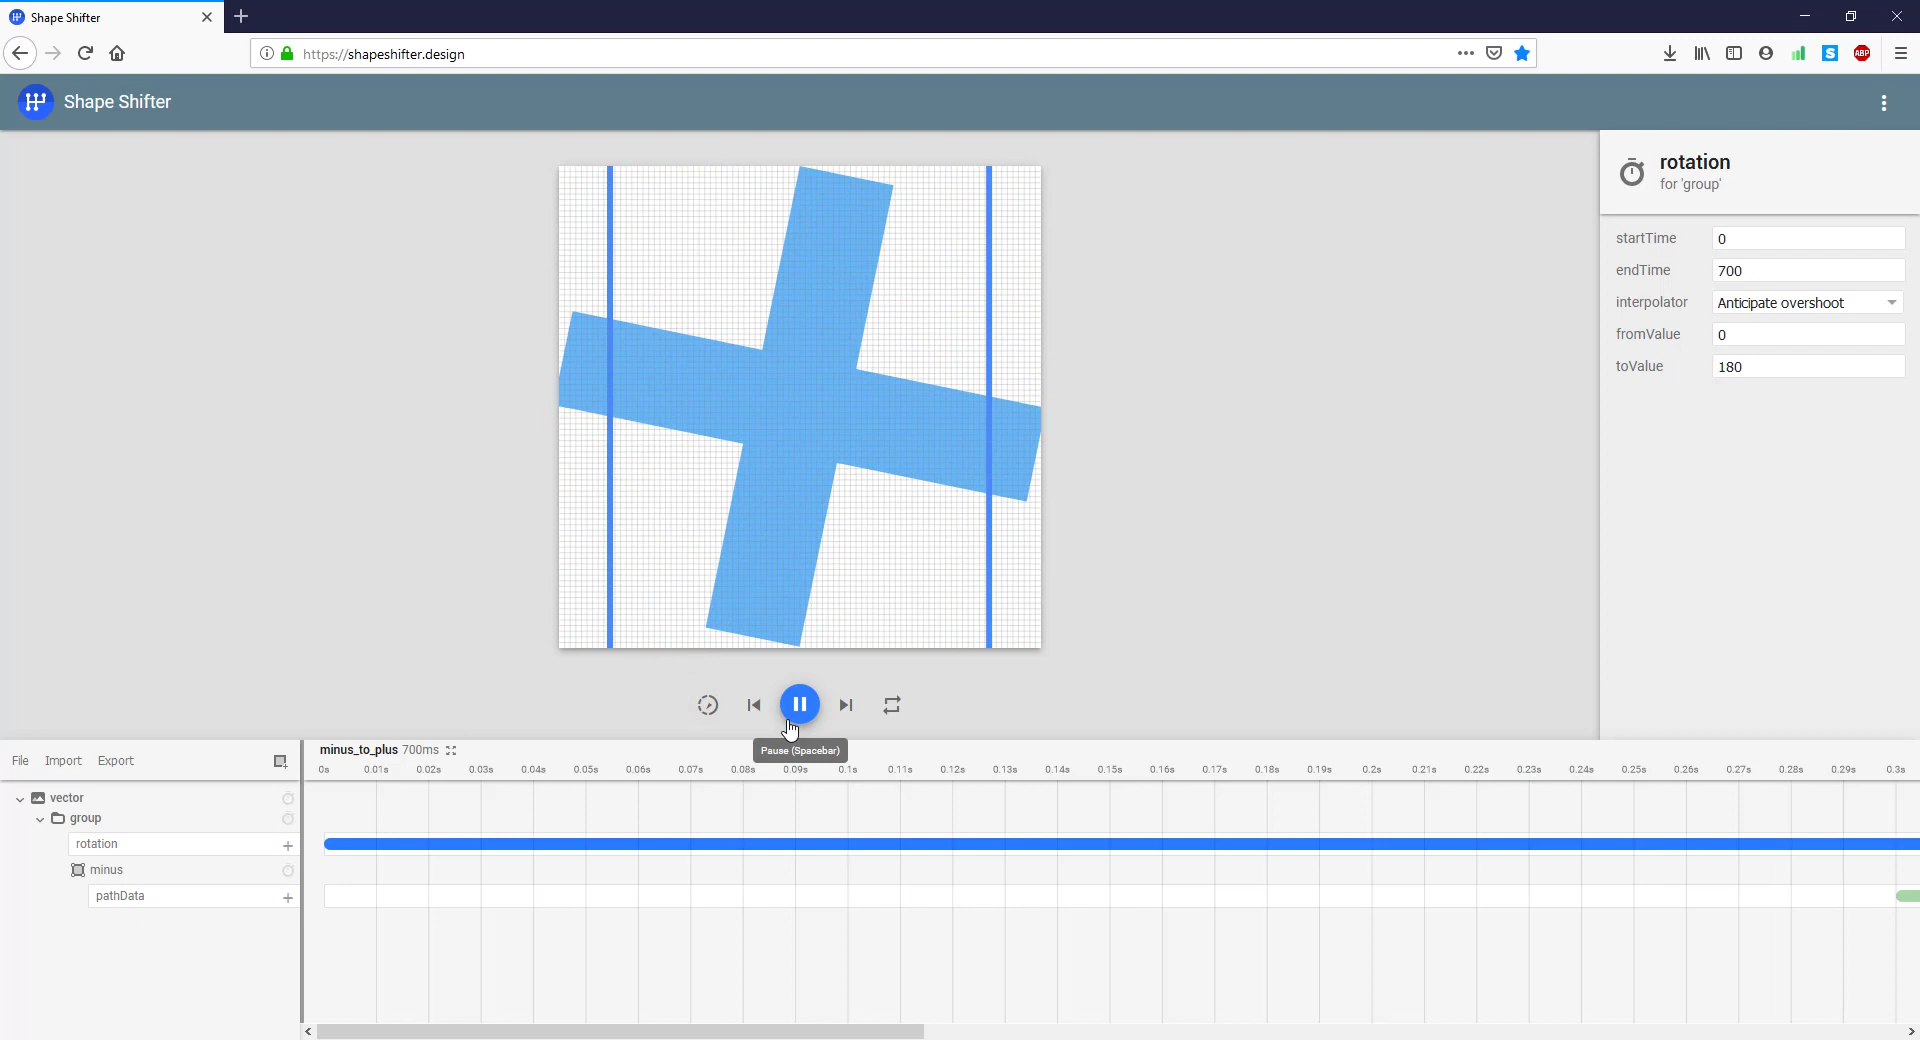 Shape Shifter
https://shapeshifter.design
ABP
Shape Shifter
rotation
for 'group'
startTime 0
endTime 700
interpolator Anticipate overshoot
fromValue 0
toValue 180
Pause (Spacebar)
File Import Export
minus_to_plus 700ms
0s 0.01s 0.02s 0.03s 0.04s 0.05s 0.06s 0.07s 0.08s 0.09s 0.1s 0.11s 0.12s 0.13s 0.14s 0.15s 0.16s 0.17s 0.18s 0.19s 0.2s 0.21s 0.22s 0.23s 0.24s 0.25s 0.26s 0.27s 0.28s 0.29s 0.3s
vector
group
rotation
minus
pathData